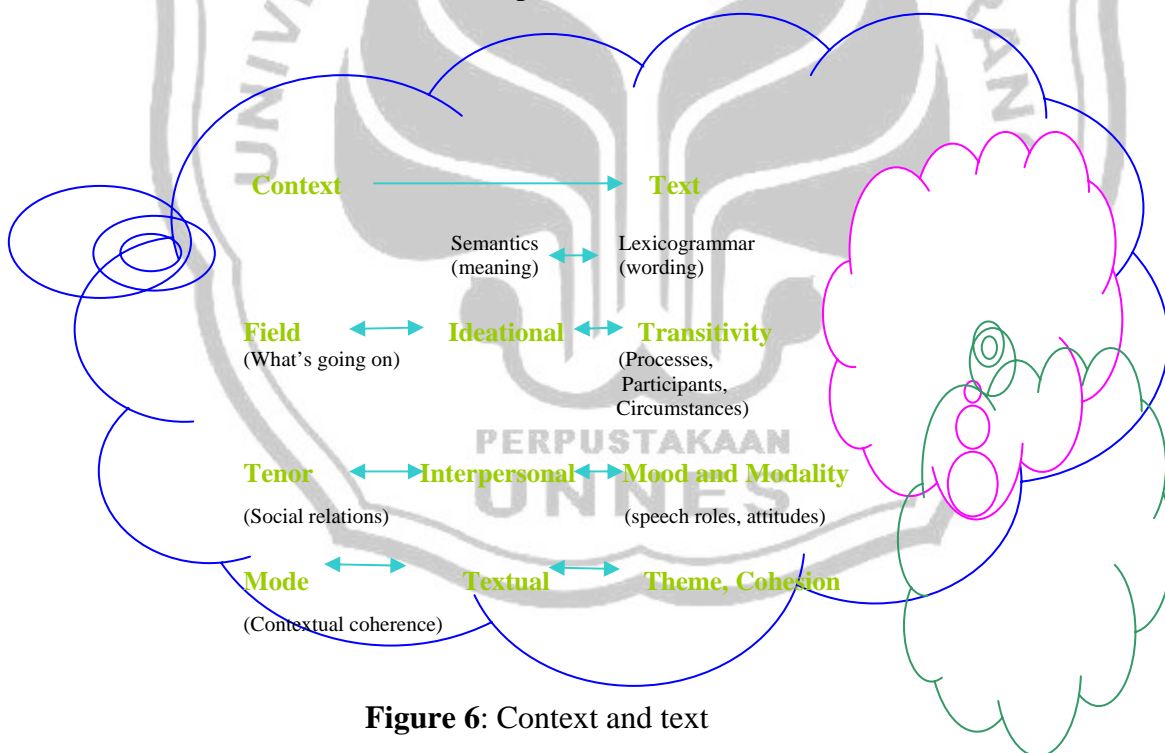 Context Text
Semantics Lexicogrammar
(meaning) (wording)
Field Ideational Transitivity
(What’s going on) (Processes,
Participants,
Circumstances)
PERPUSTAKAAN
Tenor Interpersonal Mood and Modality
UNNES
(Social relations) (speech roles, attitudes)
Mode Textual Theme, Cohesion
(Contextual coherence)
Figure 6: Context and text